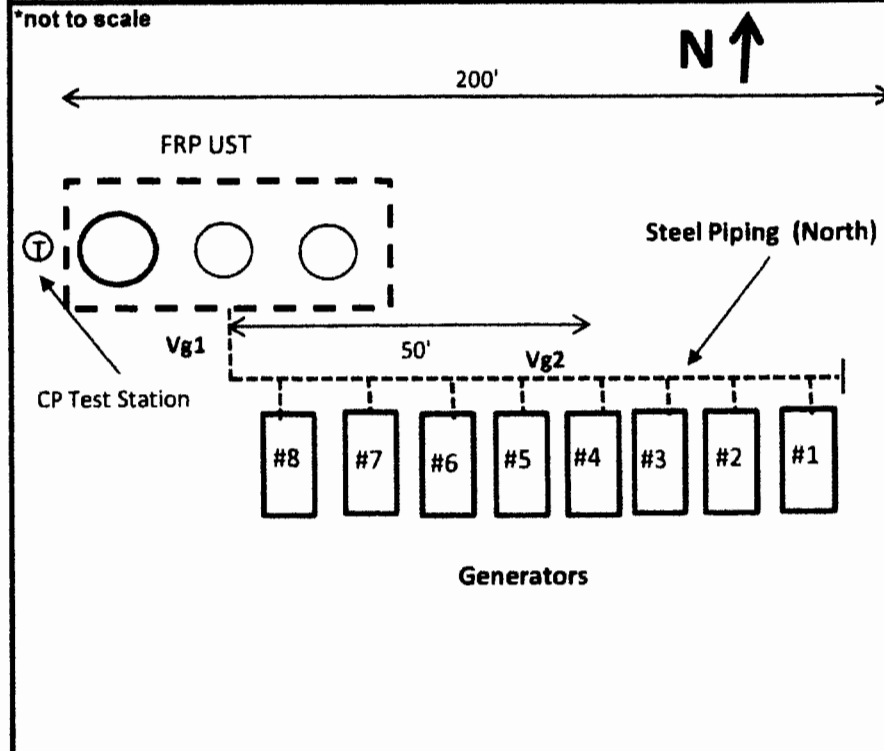 *not to scale
N
200'
FRP UST
T
Steel Piping (North)
Vg1
50'
Vg2
CP Test Station
#8 #7 #6 #5 #4 #3 #2 #1
Generators